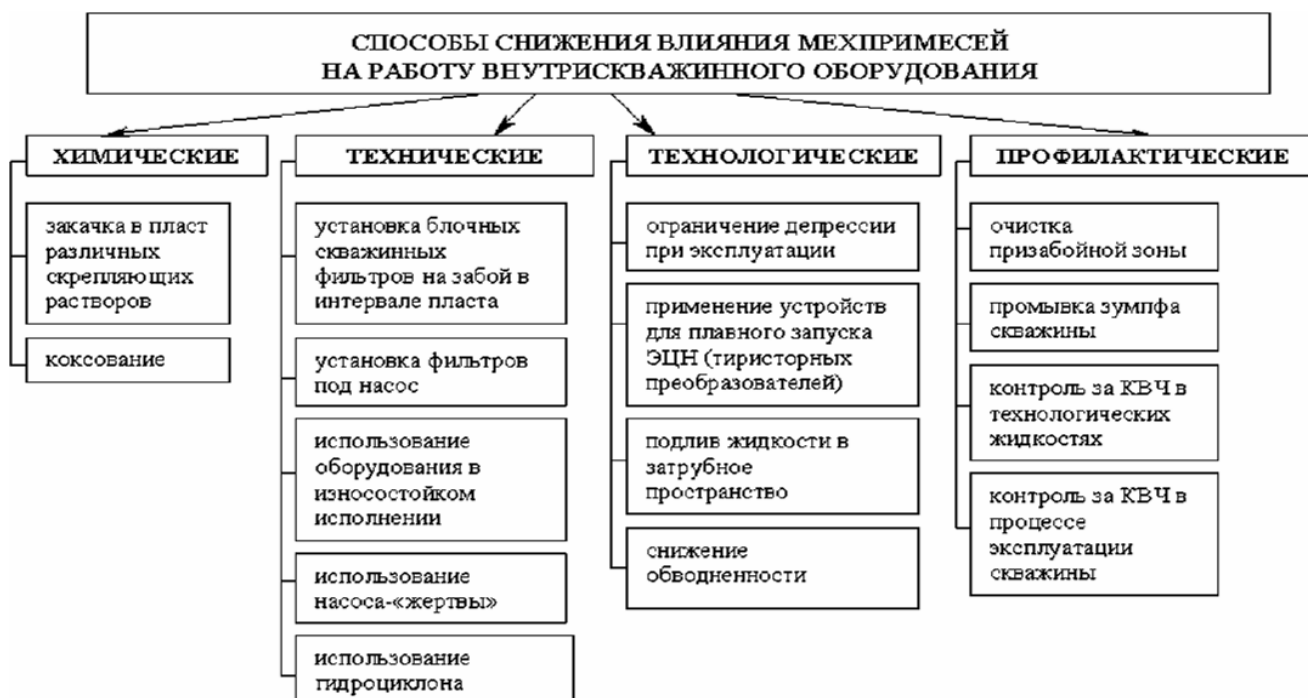 СПОСОБЫ СНИЖЕНИЯ ВЛИЯНИЯ МЕХПРИМЕСЕЙ
НА РАБОТУ ВНУТРИСКВАЖИННОГО ОБОРУДОВАНИЯ
ХИМИЧЕСКИЕ
закачка в пласт
различных
скрепляющих
растворов
коксование
ТЕХНИЧЕСКИЕ
установка блочных
скважинных
фильтров на забой в
интервале пласта
установка фильтров
под насос
использование
оборудования в
износостойком
исполнении
использование
насоса-«жертвы»
использование
гидроциклона
ТЕХНОЛОГИЧЕСКИЕ
ограничение депрессии
при эксплуатации
применение устройств
для плавного запуска
ЭЦН (тиристорных
преобразователей)
подлив жидкости в
затрубное
пространство
снижение
обводненности
ПРОФИЛАКТИЧЕСКИЕ
очистка
призабойной зоны
промывка зумпфа
скважины
контроль за КВЧ в
технологических
жидкостях
контроль за КВЧ в
процессе
эксплуатации
скважины